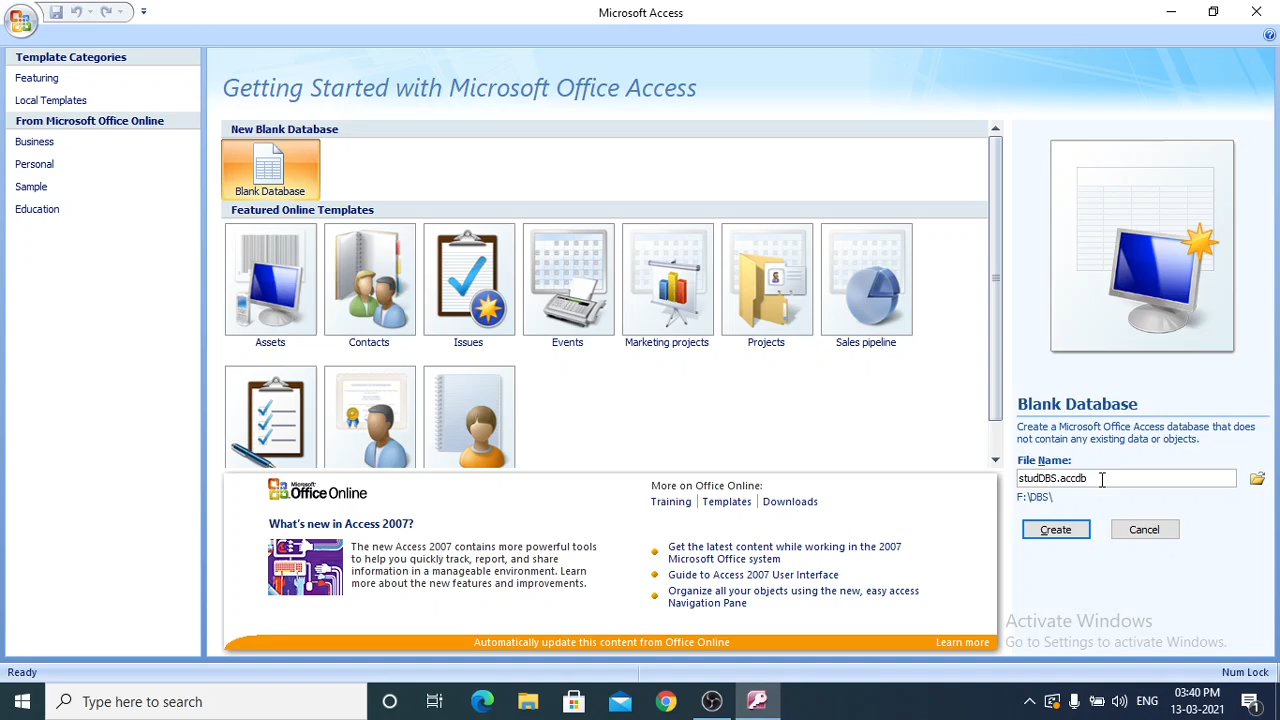 Microsoft Access
Template Categories
Featuring
Local Templates
From Microsoft Office Online
Business
Personal
Sample
Education
Getting Started with Microsoft Office Access
New Blank Database
Blank Database
Featured Online Templates
Assets
Contacts
Issues
Events
Marketing projects
Projects
Sales pipeline
Microsoft
Office Online
What's new in Access 2007?
The new Access 2007 contains more powerful tools
to help you quickly track, report, and share
information in a manageable environment. Learn
more about the new features and improvements.
More on Office Online:
Training | Templates | Downloads
Get the latest content while working in the 2007
Microsoft Office system
Guide to Access 2007 User Interface
Organize all your objects using the new, easy access
Navigation Pane
Automatically update this content from Office Online
Learn more
Blank Database
Create a Microsoft Office Access database that does
not contain any existing data or objects.
File Name:
studDBS.accdb
F:\DBS\
Create
Cancel
Activate Windows
Go to Settings to activate Windows.
Ready
Num Lock
Type here to search
ENG
03:40 PM
13-03-2021
1